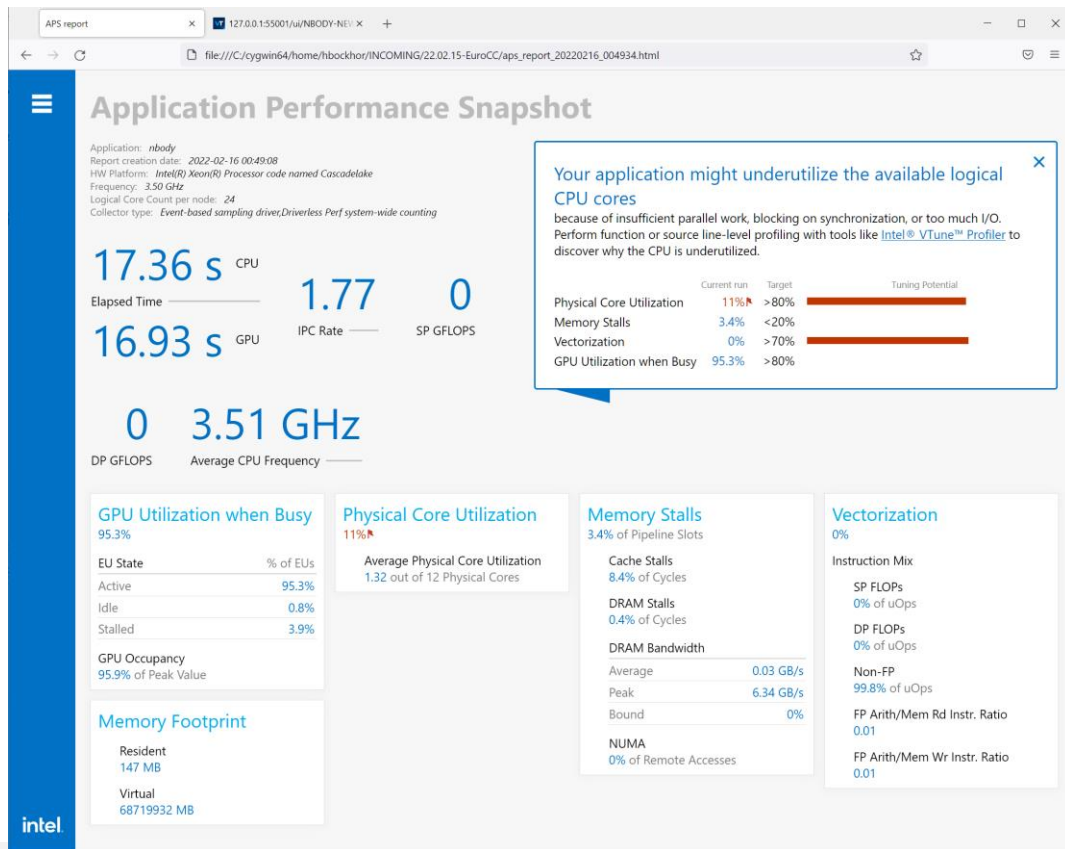 APS report
127.0.0.1:55001/ui/NBODY-NEW
file:///C:/cygwin64/home/hbockhor/INCOMING/22.02.15-EuroCC/aps_report_20220216_004934.html
Application Performance Snapshot
Application: nbody
Report creation date: 2022-02-16 00:49:08
HW Platform: Intel(R) Xeon(R) Processor code named Cascadelake
Frequency: 3.50 GHz
Logical Core Count per node: 24
Collector type: Event-based sampling driver,Driverless Perf system-wide counting
17.36 s CPU
Elapsed Time
16.93 s GPU
1.77
IPC Rate
0
SP GFLOPS
0
DP GFLOPS
3.51 GHz
Average CPU Frequency
Your application might underutilize the available logical
CPU cores
because of insufficient parallel work, blocking on synchronization, or too much I/O.
Perform function or source line-level profiling with tools like Intel® VTune™ Profiler to
discover why the CPU is underutilized.
Current run Target Tuning Potential
Physical Core Utilization 11% >80%
Memory Stalls 3.4% <20%
Vectorization 0% >70%
GPU Utilization when Busy 95.3% >80%
GPU Utilization when Busy
95.3%
EU State % of EUs
Active 95.3%
Idle 0.8%
Stalled 3.9%
GPU Occupancy
95.9% of Peak Value
Memory Footprint
Resident
147 MB
Virtual
68719932 MB
Physical Core Utilization
11%
Average Physical Core Utilization
1.32 out of 12 Physical Cores
Memory Stalls
3.4% of Pipeline Slots
Cache Stalls
8.4% of Cycles
DRAM Stalls
0.4% of Cycles
DRAM Bandwidth
Average 0.03 GB/s
Peak 6.34 GB/s
Bound 0%
NUMA
0% of Remote Accesses
Vectorization
0%
Instruction Mix
SP FLOPs
0% of uOps
DP FLOPs
0% of uOps
Non-FP
99.8% of uOps
FP Arith/Mem Rd Instr. Ratio
0.01
FP Arith/Mem Wr Instr. Ratio
0.01
intel.